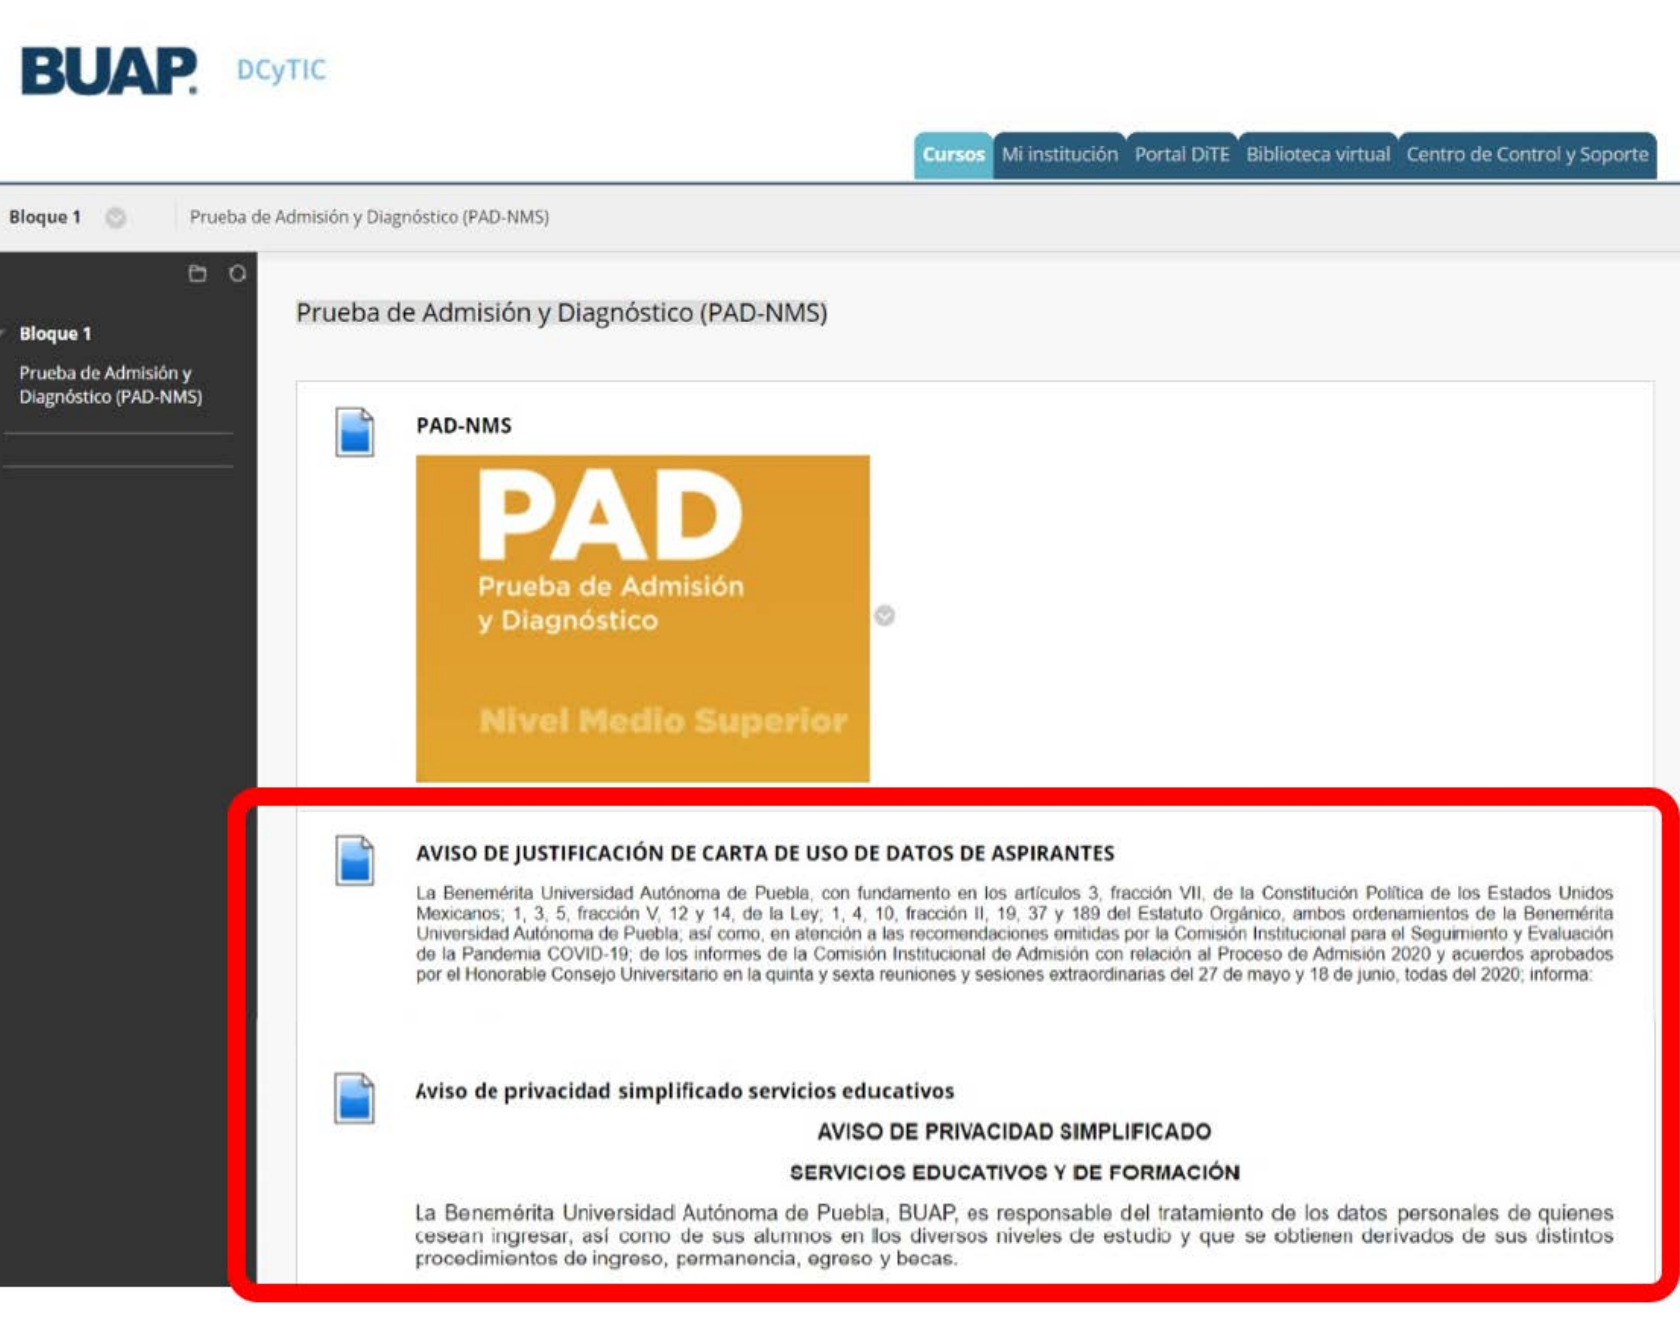 BUAP. DCyTIC
Cursos Mi institución Portal DiTE Biblioteca virtual Centro de Control y Soporte
Bloque 1 Prueba de Admisión y Diagnóstico (PAD-NMS)
Bloque 1
Prueba de Admisión y
Diagnóstico (PAD-NMS)
Prueba de Admisión y Diagnóstico (PAD-NMS)
PAD-NMS
PAD
Prueba de Admisión
y Diagnóstico
Nivel Medio Superior
AVISO DE JUSTIFICACIÓN DE CARTA DE USO DE DATOS DE ASPIRANTES
La Benemérita Universidad Autónoma de Puebla, con fundamento en los artículos 3, fracción VII, de la Constitución Política de los Estados Unidos
Mexicanos; 1, 3, 5, fracción V, 12 y 14, de la Ley; 1, 4, 10, fracción II, 19, 37 y 189 del Estatuto Orgánico, ambos ordenamientos de la Benemérita
Universidad Autónoma de Puebla; así como, en atención a las recomendaciones emitidas por la Comisión Institucional para el Seguimiento y Evaluación
de la Pandemia COVID-19; de los informes de la Comisión Institucional de Admisión con relación al Proceso de Admisión 2020 y acuerdos aprobados
por el Honorable Consejo Universitario en la quinta y sexta reuniones y sesiones extraordinarias del 27 de mayo y 18 de junio, todas del 2020; informa:
Aviso de privacidad simplificado servicios educativos
AVISO DE PRIVACIDAD SIMPLIFICADO
SERVICIOS EDUCATIVOS Y DE FORMACIÓN
La Benemérita Universidad Autónoma de Puebla, BUAP, es responsable del tratamiento de los datos personales de quienes
cesean ingresar, así como de sus alumnos en los diversos niveles de estudio y que se obtienen derivados de sus distintos
procedimientos de ingreso, permanencia, egreso y becas.